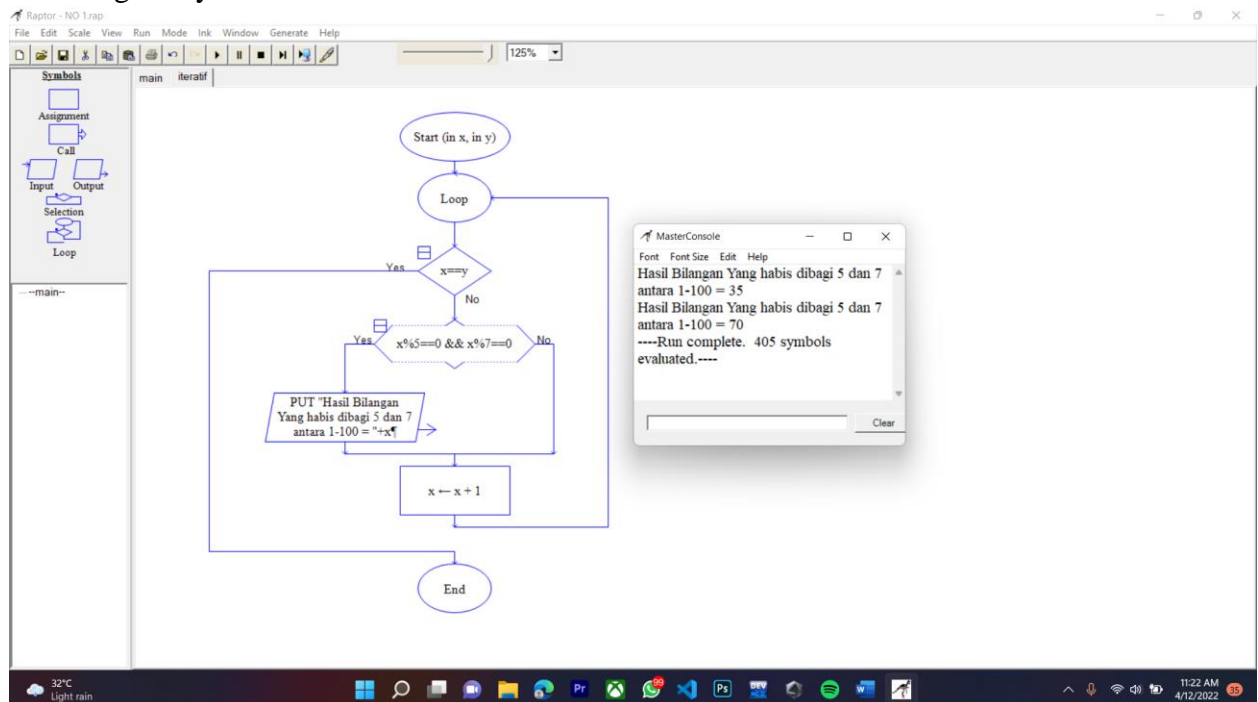 Raptor - NO 1.rap
File Edit Scale View Run Mode Ink Window Generate Help
125%
Symbols
Assignment
Call
Input Output
Selection
Loop
--main--
main iteratif
Start (in x, in y)
Loop
Yes
x==y
No
Yes
x%5==0 && x%7==0
No
PUT "Hasil Bilangan
Yang habis dibagi 5 dan 7
antara 1-100 = "+x¶
x ← x + 1
End
MasterConsole
Font Font Size Edit Help
Hasil Bilangan Yang habis dibagi 5 dan 7
antara 1-100 = 35
Hasil Bilangan Yang habis dibagi 5 dan 7
antara 1-100 = 70
----Run complete. 405 symbols
evaluated.----
Clear
32°C
Light rain
Pr
99
Ps
DEV
W
11:22 AM
4/12/2022
35